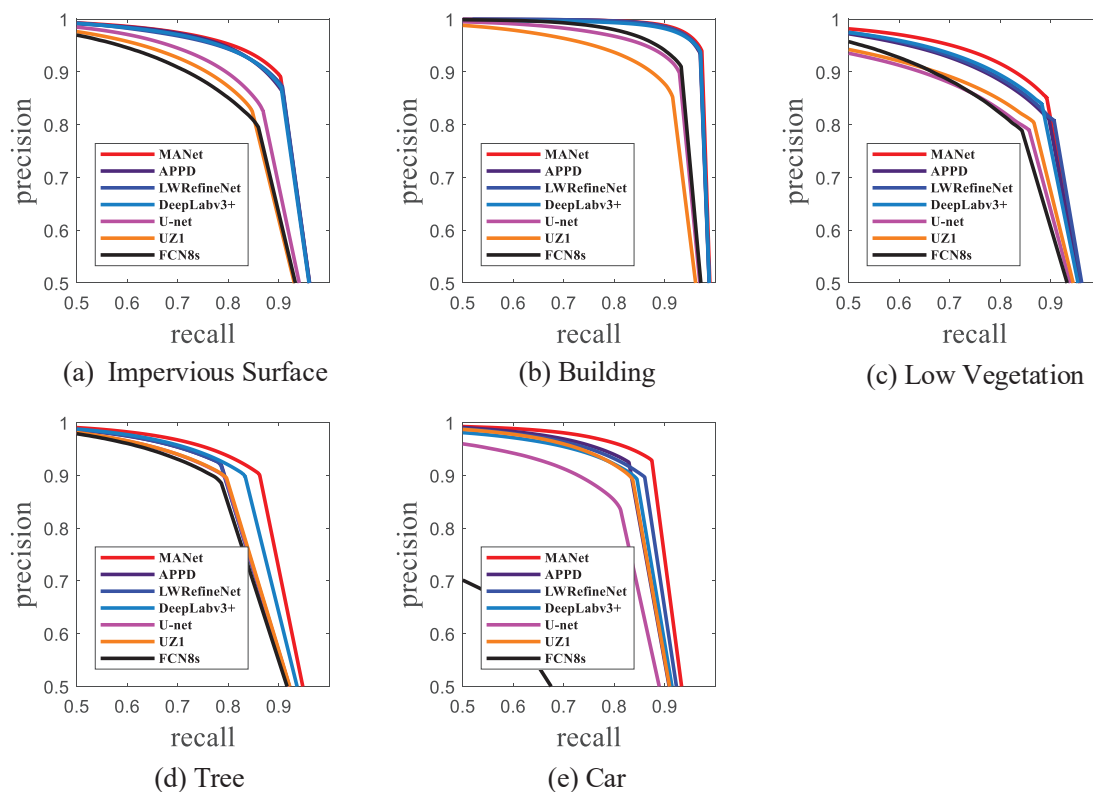 1
0.9
0.8
0.7
0.6
0.5
0.5 0.6 0.7 0.8 0.9
precision
recall
MANet
APPD
LWRefineNet
DeepLabv3+
U-net
UZ1
FCN8s
(a) Impervious Surface
1
0.9
0.8
0.7
0.6
0.5
0.5 0.6 0.7 0.8 0.9
precision
recall
MANet
APPD
LWRefineNet
DeepLabv3+
U-net
UZ1
FCN8s
(b) Building
1
0.9
0.8
0.7
0.6
0.5
0.5 0.6 0.7 0.8 0.9
precision
recall
MANet
APPD
LWRefineNet
DeepLabv3+
U-net
UZ1
FCN8s
(c) Low Vegetation
1
0.9
0.8
0.7
0.6
0.5
0.5 0.6 0.7 0.8 0.9
precision
recall
MANet
APPD
LWRefineNet
DeepLabv3+
U-net
UZ1
FCN8s
(d) Tree
1
0.9
0.8
0.7
0.6
0.5
0.5 0.6 0.7 0.8 0.9
precision
recall
MANet
APPD
LWRefineNet
DeepLabv3+
U-net
UZ1
FCN8s
(e) Car